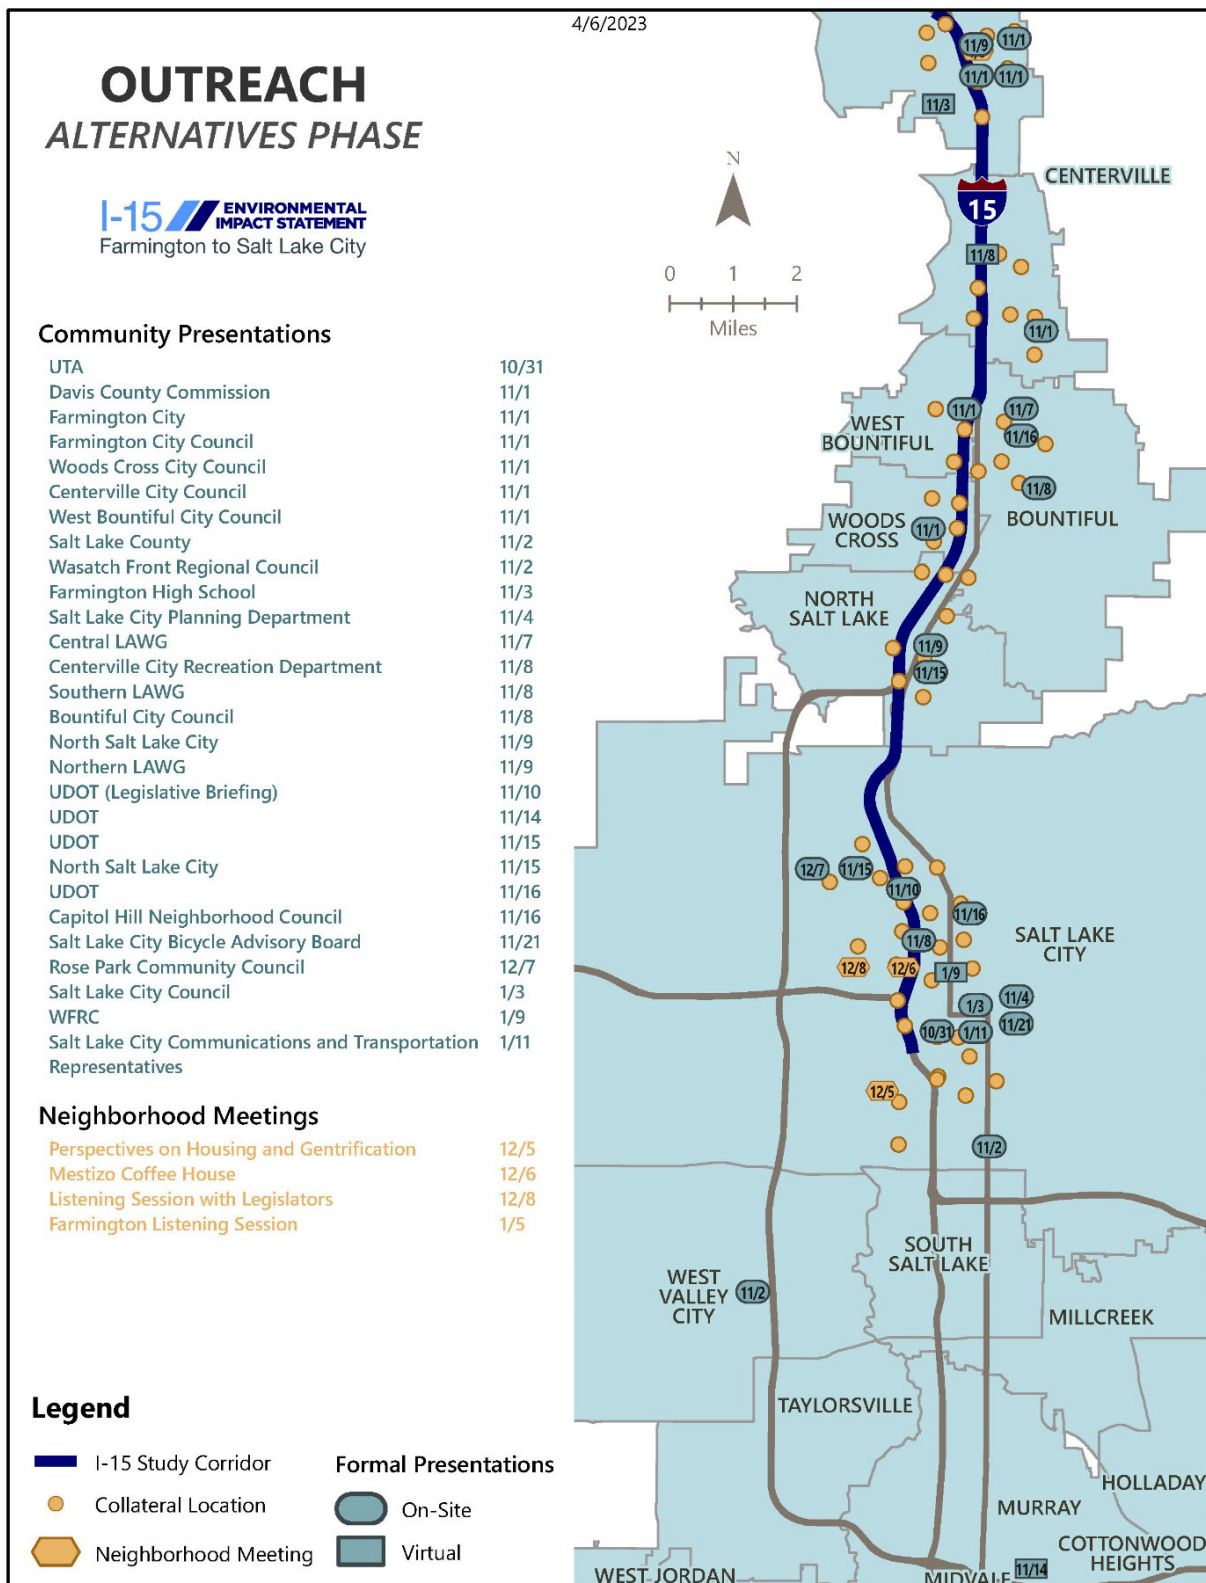 4/6/2023
OUTREACH
ALTERNATIVES PHASE
I-15 ENVIRONMENTAL
IMPACT STATEMENT
Farmington to Salt Lake City
Community Presentations
UTA 10/31
Davis County Commission 11/1
Farmington City 11/1
Farmington City Council 11/1
Woods Cross City Council 11/1
Centerville City Council 11/1
West Bountiful City Council 11/1
Salt Lake County 11/2
Wasatch Front Regional Council 11/2
Farmington High School 11/3
Salt Lake City Planning Department 11/4
Central LAWG 11/7
Centerville City Recreation Department 11/8
Southern LAWG 11/8
Bountiful City Council 11/8
North Salt Lake City 11/9
Northern LAWG 11/9
UDOT (Legislative Briefing) 11/10
UDOT 11/14
UDOT 11/15
North Salt Lake City 11/15
UDOT 11/16
Capitol Hill Neighborhood Council 11/16
Salt Lake City Bicycle Advisory Board 11/21
Rose Park Community Council 12/7
Salt Lake City Council 1/3
WFRC 1/9
Salt Lake City Communications and Transportation 1/11
Representatives
Neighborhood Meetings
Perspectives on Housing and Gentrification 12/5
Mestizo Coffee House 12/6
Listening Session with Legislators 12/8
Farmington Listening Session 1/5
Legend
I-15 Study Corridor
Collateral Location
Neighborhood Meeting
Formal Presentations
On-Site
Virtual
N
0 1 2
Miles
11/9 11/1
11/1 11/1
11/3
CENTERVILLE
15
11/8
11/1
11/1 11/7
WEST
BOUNTIFUL
11/16
11/8
BOUNTIFUL
WOODS
CROSS
11/1
NORTH
SALT LAKE
11/9
11/15
12/7 11/15
11/10
11/16
11/8
SALT LAKE
CITY
12/8 12/6 1/9
1/3 11/4
10/31 1/11 11/21
12/5
11/2
SOUTH
SALT LAKE
WEST
VALLEY
CITY
11/2
MILLCREEK
TAYLORSVILLE
HOLLADAY
MURRAY
COTTONWOOD
HEIGHTS
WEST JORDAN
MIDVALE
11/14